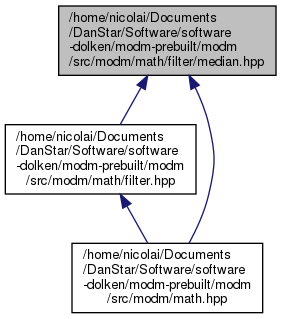 /home/nicolai/Documents
/DanStar/Software/software
-dolken/modm-prebuilt/modm
/src/modm/math/filter/median.hpp
/home/nicolai/Documents
/DanStar/Software/software
-dolken/modm-prebuilt/modm
/src/modm/math/filter.hpp
/home/nicolai/Documents
/DanStar/Software/software
-dolken/modm-prebuilt/modm
/src/modm/math.hpp